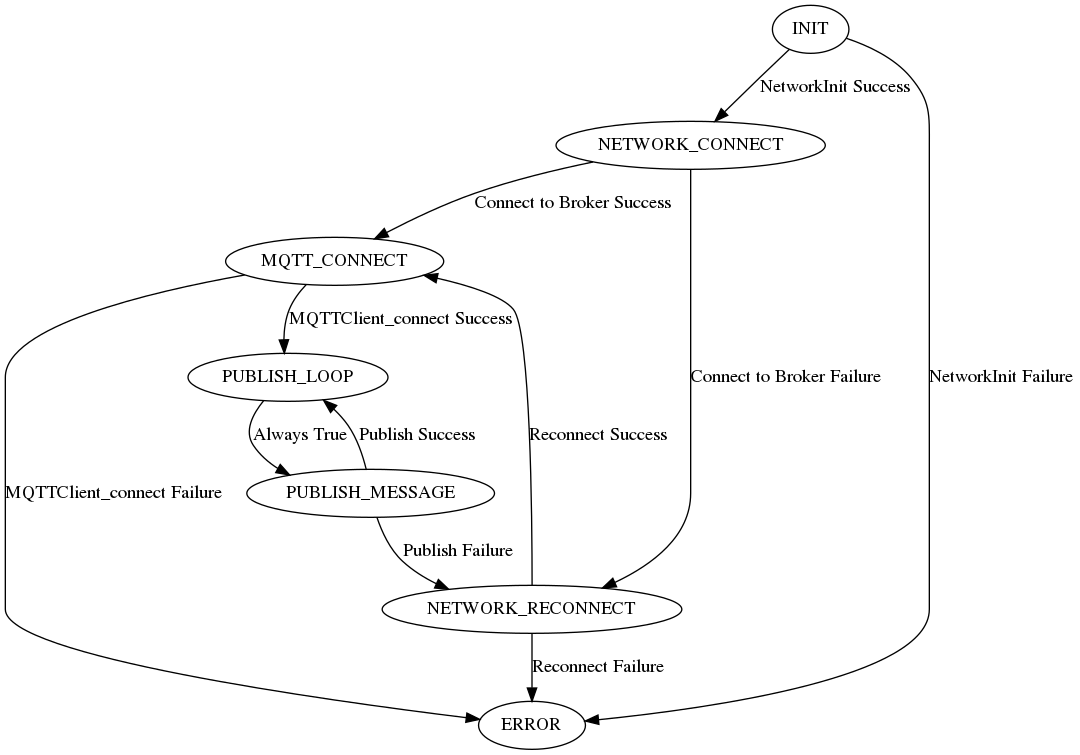 INIT
NetworkInit Success
NETWORK_CONNECT
Connect to Broker Success
MQTT_CONNECT
MQTTClient_connect Success
PUBLISH_LOOP
Connect to Broker Failure
NetworkInit Failure
Always True
Publish Success
Reconnect Success
MQTTClient_connect Failure
PUBLISH_MESSAGE
Publish Failure
NETWORK_RECONNECT
Reconnect Failure
ERROR